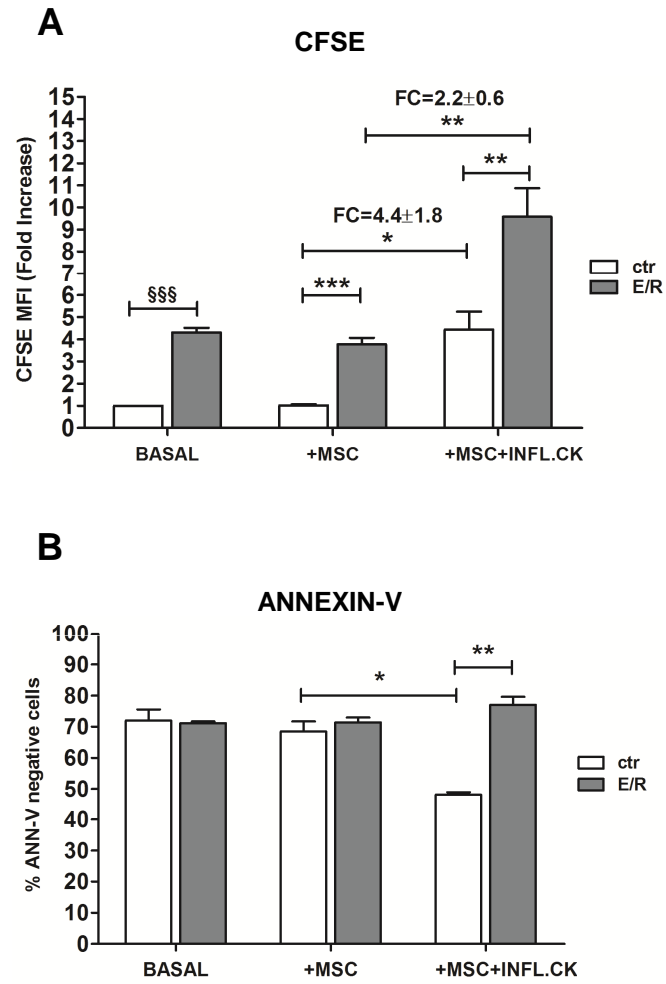 A
CFSE
CFSE MFI (Fold Increase)
15
14
13
12
11
10
9
8
7
6
5
4
3
2
1
0
FC=2.2±0.6
**
**
FC=4.4±1.8
*
***
§§§
ctr
E/R
BASAL
+MSC
+MSC+INFL.CK
B
ANNEXIN-V
% ANN-V negative cells
100
90
80
70
60
50
40
30
20
10
0
*
**
ctr
E/R
BASAL
+MSC
+MSC+INFL.CK